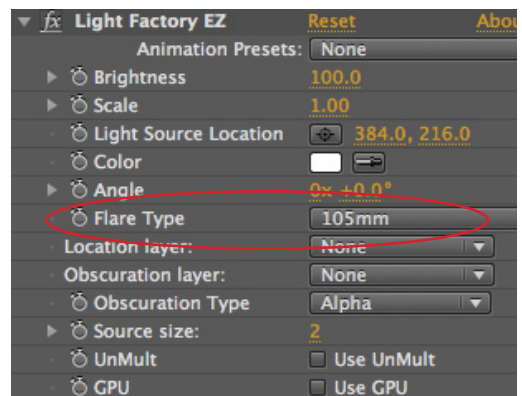 fx Light Factory EZ Reset Abou
Animation Presets: None
Brightness 100.0
Scale 1.00
Light Source Location 384.0, 216.0
Color
Angle 0x +0.0°
Flare Type 105mm
Location layer: None
Obscuration layer: None
Obscuration Type Alpha
Source size: 2
UnMult Use UnMult
GPU Use GPU